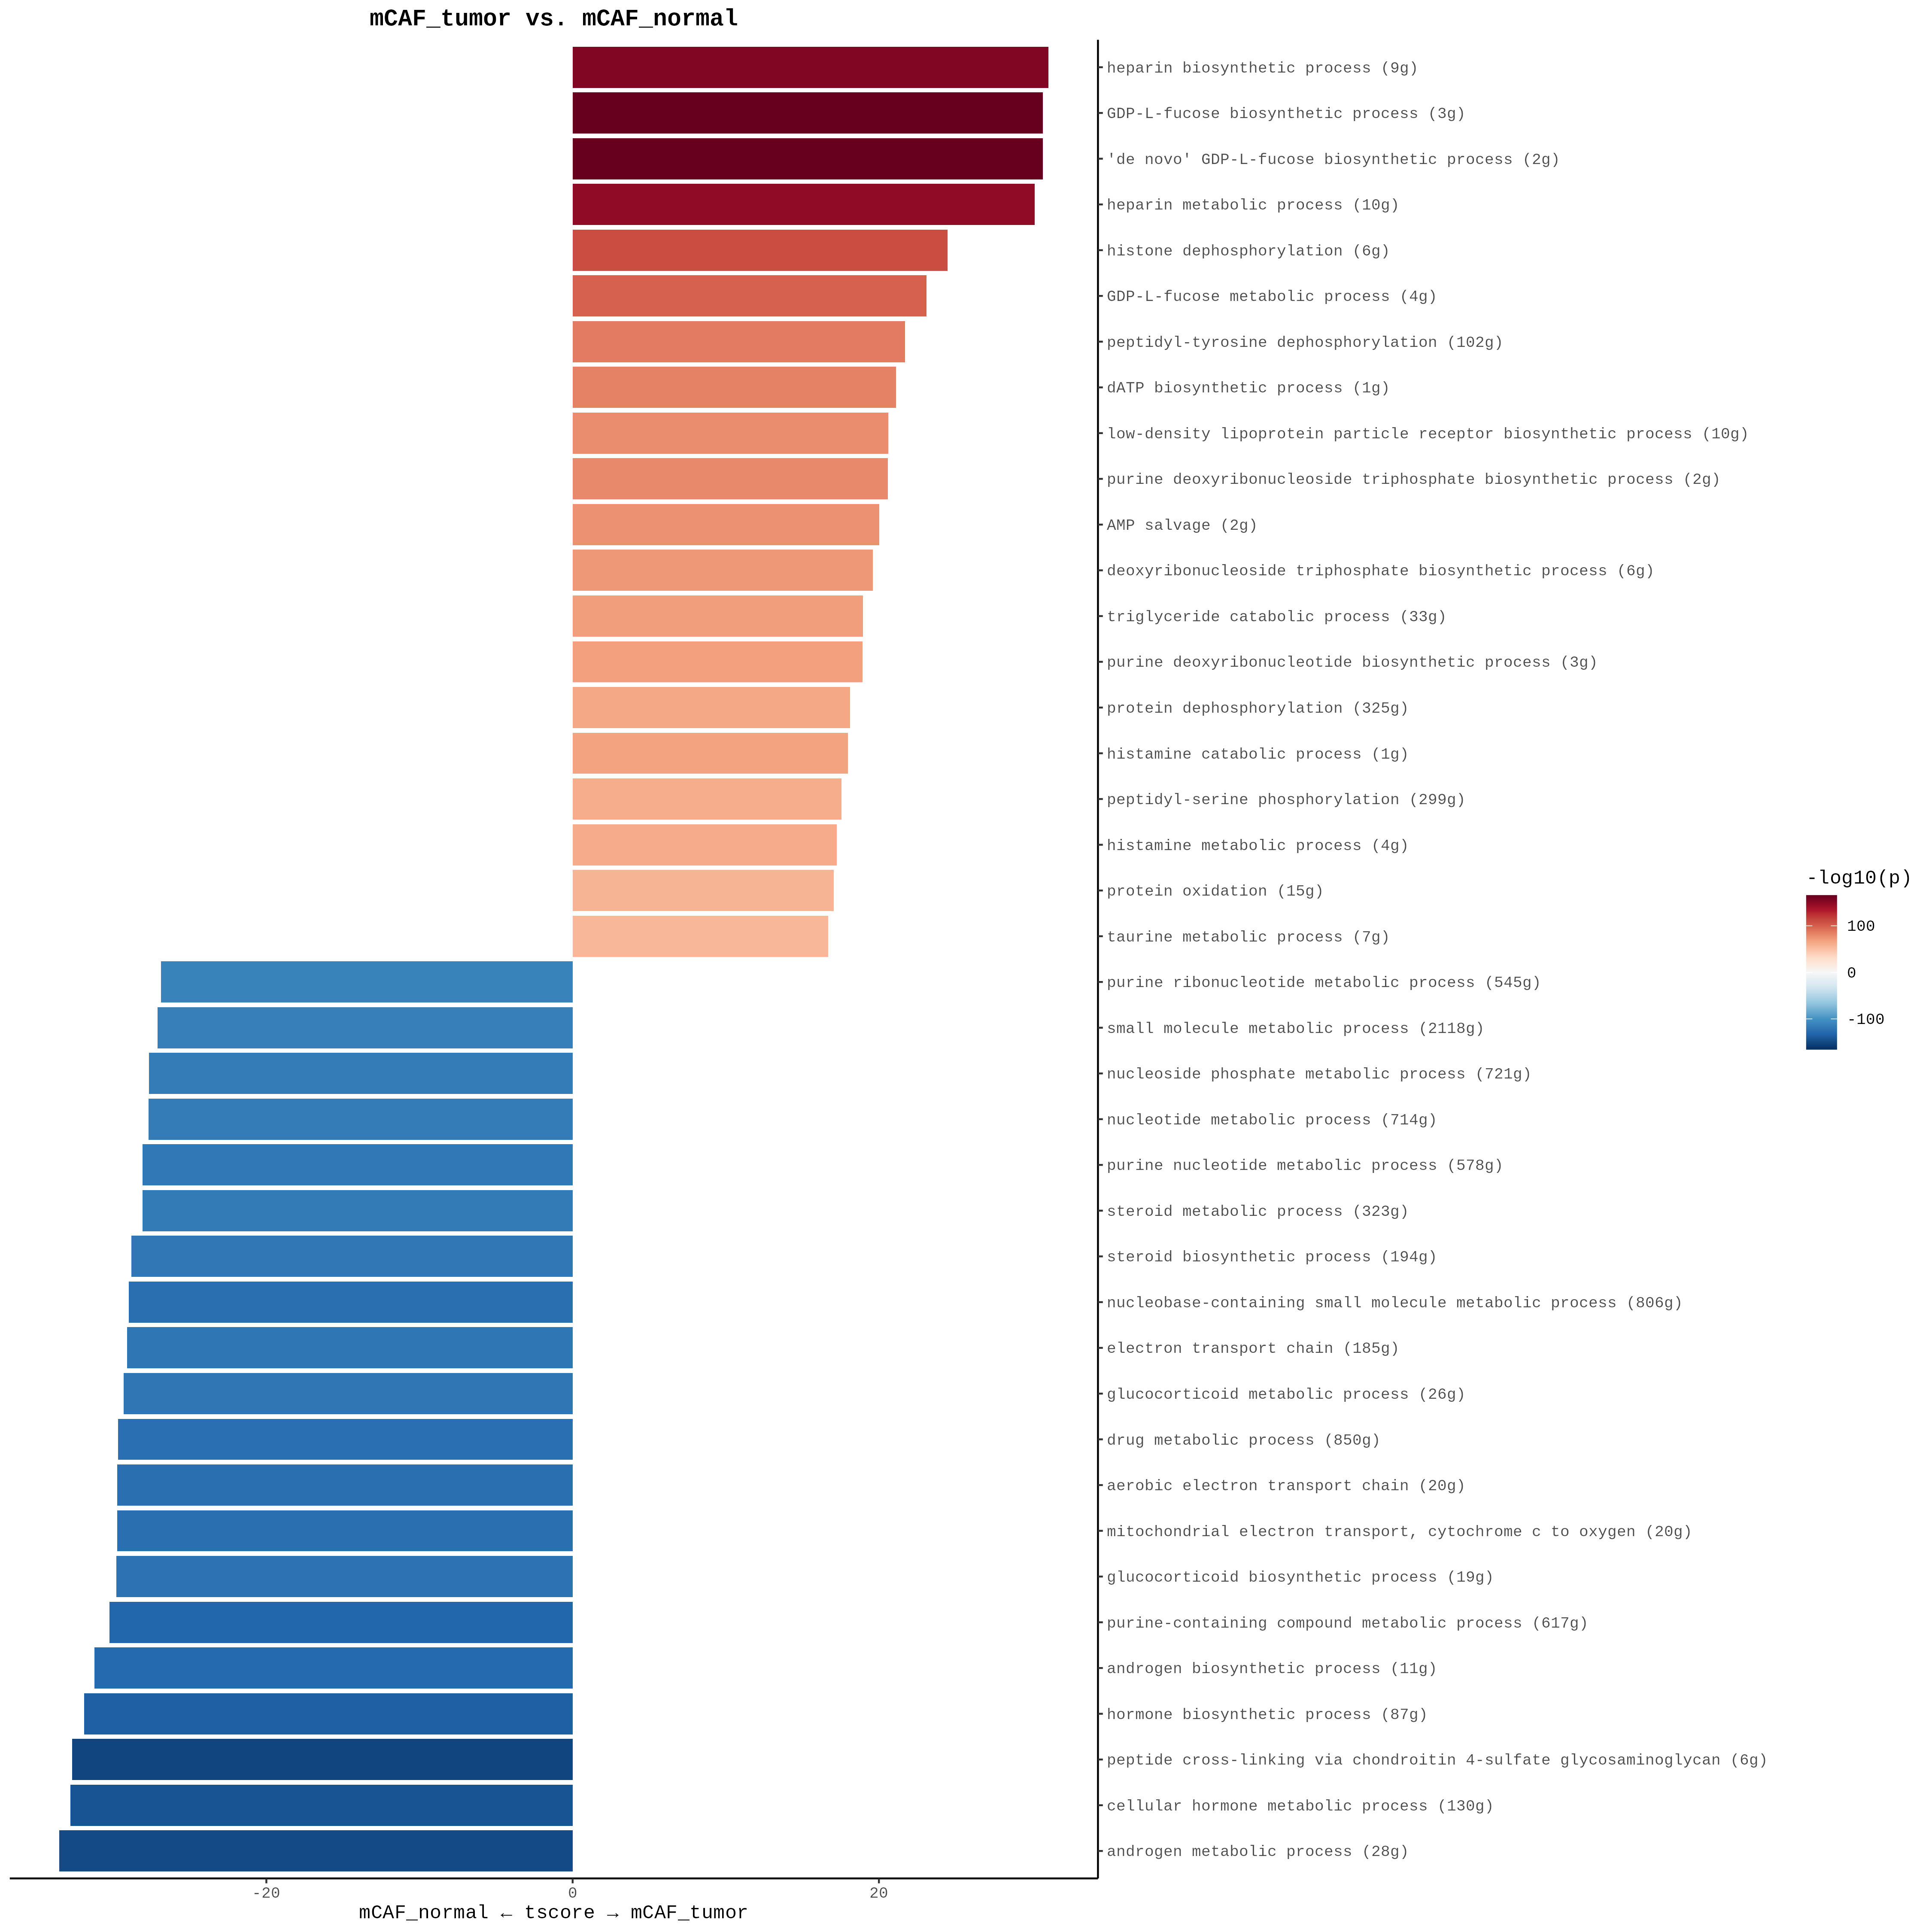 mCAF_tumor vs. mCAF_normal
heparin biosynthetic process (9g)
GDP-L-fucose biosynthetic process (3g)
'de novo' GDP-L-fucose biosynthetic process (2g)
heparin metabolic process (10g)
histone dephosphorylation (6g)
GDP-L-fucose metabolic process (4g)
peptidyl-tyrosine dephosphorylation (102g)
dATP biosynthetic process (1g)
low-density lipoprotein particle receptor biosynthetic process (10g)
purine deoxyribonucleoside triphosphate biosynthetic process (2g)
AMP salvage (2g)
deoxyribonucleoside triphosphate biosynthetic process (6g)
triglyceride catabolic process (33g)
purine deoxyribonucleotide biosynthetic process (3g)
protein dephosphorylation (325g)
histamine catabolic process (1g)
peptidyl-serine phosphorylation (299g)
histamine metabolic process (4g)
protein oxidation (15g)
taurine metabolic process (7g)
purine ribonucleotide metabolic process (545g)
small molecule metabolic process (2118g)
nucleoside phosphate metabolic process (721g)
nucleotide metabolic process (714g)
purine nucleotide metabolic process (578g)
steroid metabolic process (323g)
steroid biosynthetic process (194g)
nucleobase-containing small molecule metabolic process (806g)
electron transport chain (185g)
glucocorticoid metabolic process (26g)
drug metabolic process (850g)
aerobic electron transport chain (20g)
mitochondrial electron transport, cytochrome c to oxygen (20g)
glucocorticoid biosynthetic process (19g)
purine-containing compound metabolic process (617g)
androgen biosynthetic process (11g)
hormone biosynthetic process (87g)
peptide cross-linking via chondroitin 4-sulfate glycosaminoglycan (6g)
cellular hormone metabolic process (130g)
androgen metabolic process (28g)
-20 0 20
mCAF_normal ← tscore → mCAF_tumor
-log10(p)
100
0
-100